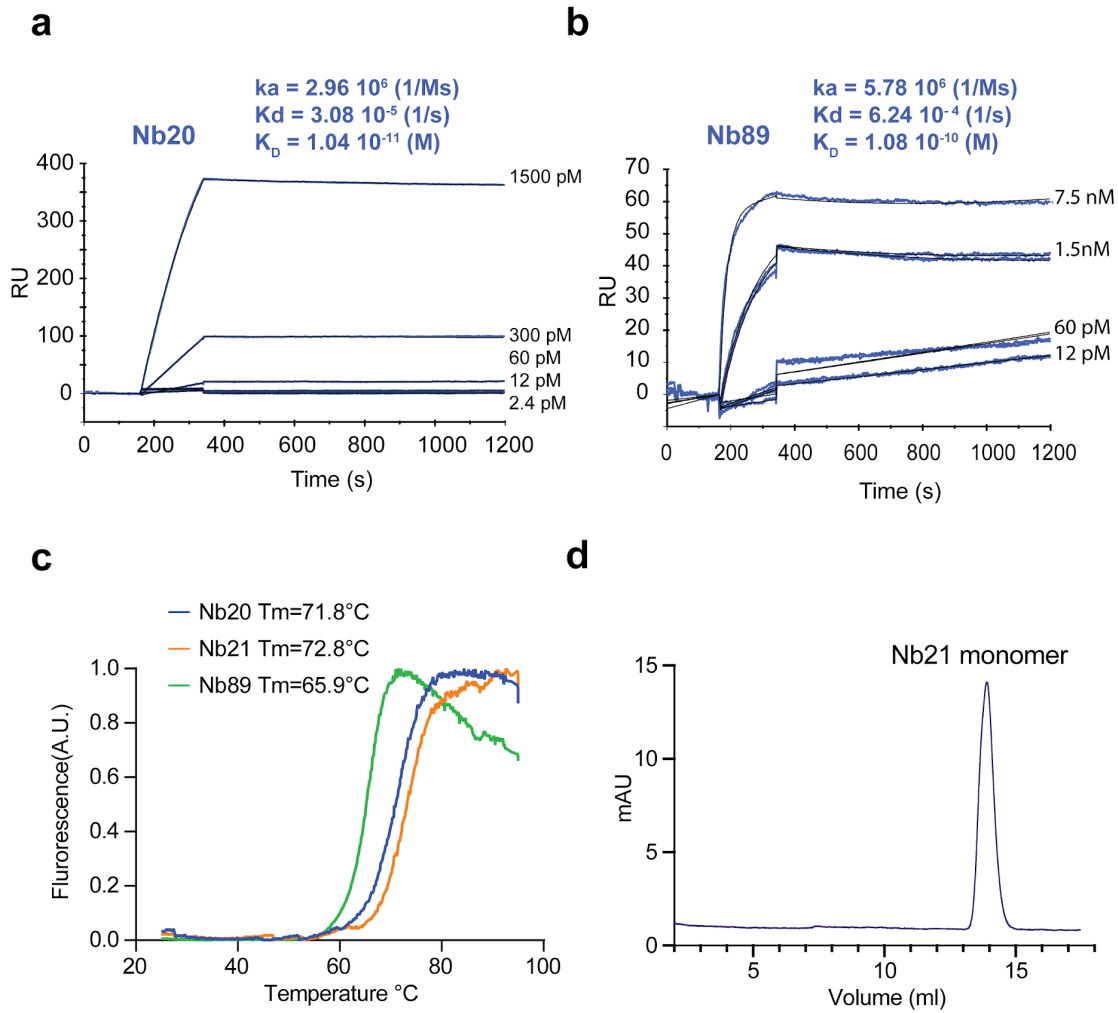 a
ka = 2.96 10⁶ (1/Ms)
Kd = 3.08 10⁻⁵ (1/s)
K_D = 1.04 10⁻¹¹ (M)
Nb20
400
300
200
100
0
RU
1500 pM
300 pM
60 pM
12 pM
2.4 pM
0 200 400 600 800 1000 1200
Time (s)
b
ka = 5.78 10⁶ (1/Ms)
Kd = 6.24 10⁻⁴ (1/s)
K_D = 1.08 10⁻¹⁰ (M)
Nb89
70
60
50
40
30
20
10
0
RU
7.5 nM
1.5nM
60 pM
12 pM
0 200 400 600 800 1000 1200
Time (s)
c
Nb20 Tm=71.8°C
Nb21 Tm=72.8°C
Nb89 Tm=65.9°C
1.0
0.8
0.6
0.4
0.2
0.0
Flurorescence(A.U.)
20 40 60 80 100
Temperature °C
d
Nb21 monomer
15
10
5
0
mAU
5 10 15
Volume (ml)